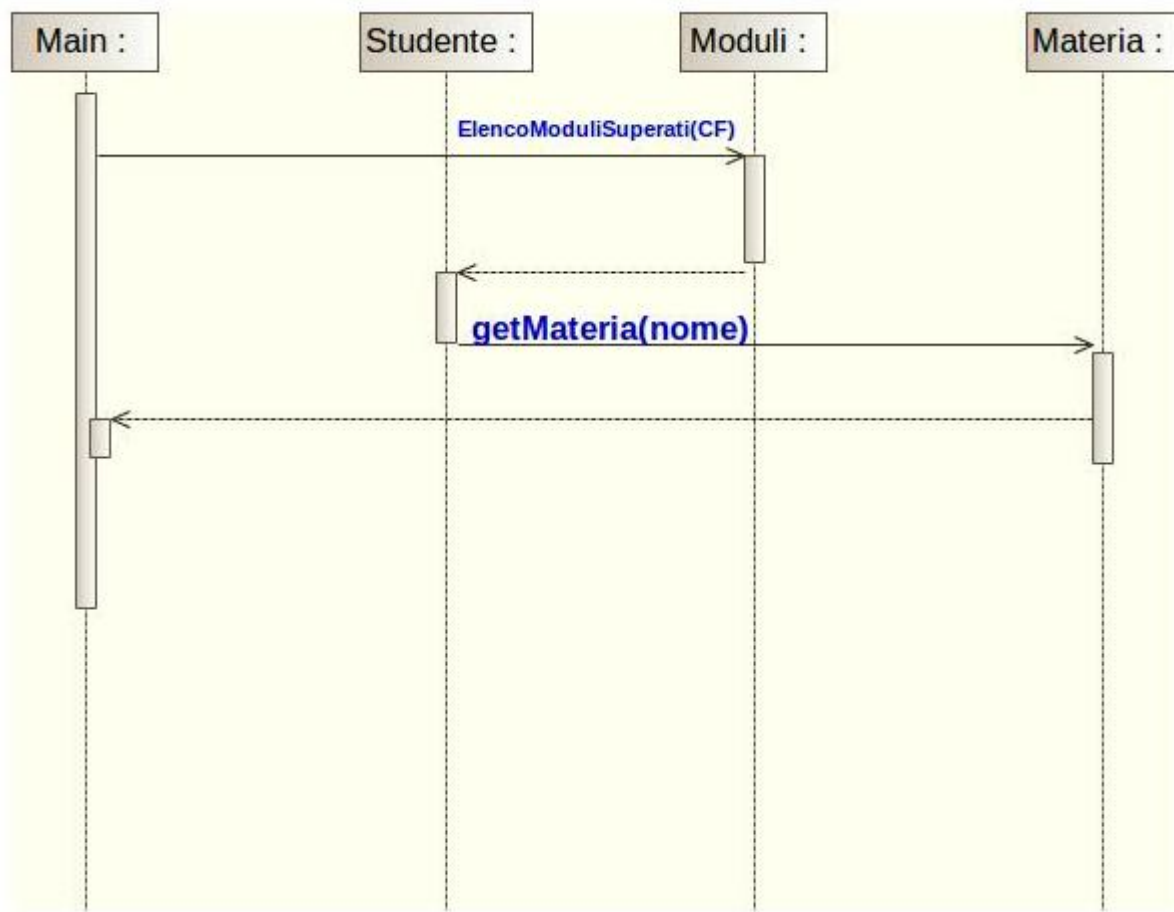 Main :
Studente :
Moduli :
Materia :
ElencoModuliSuperati(CF)
getMateria(nome)